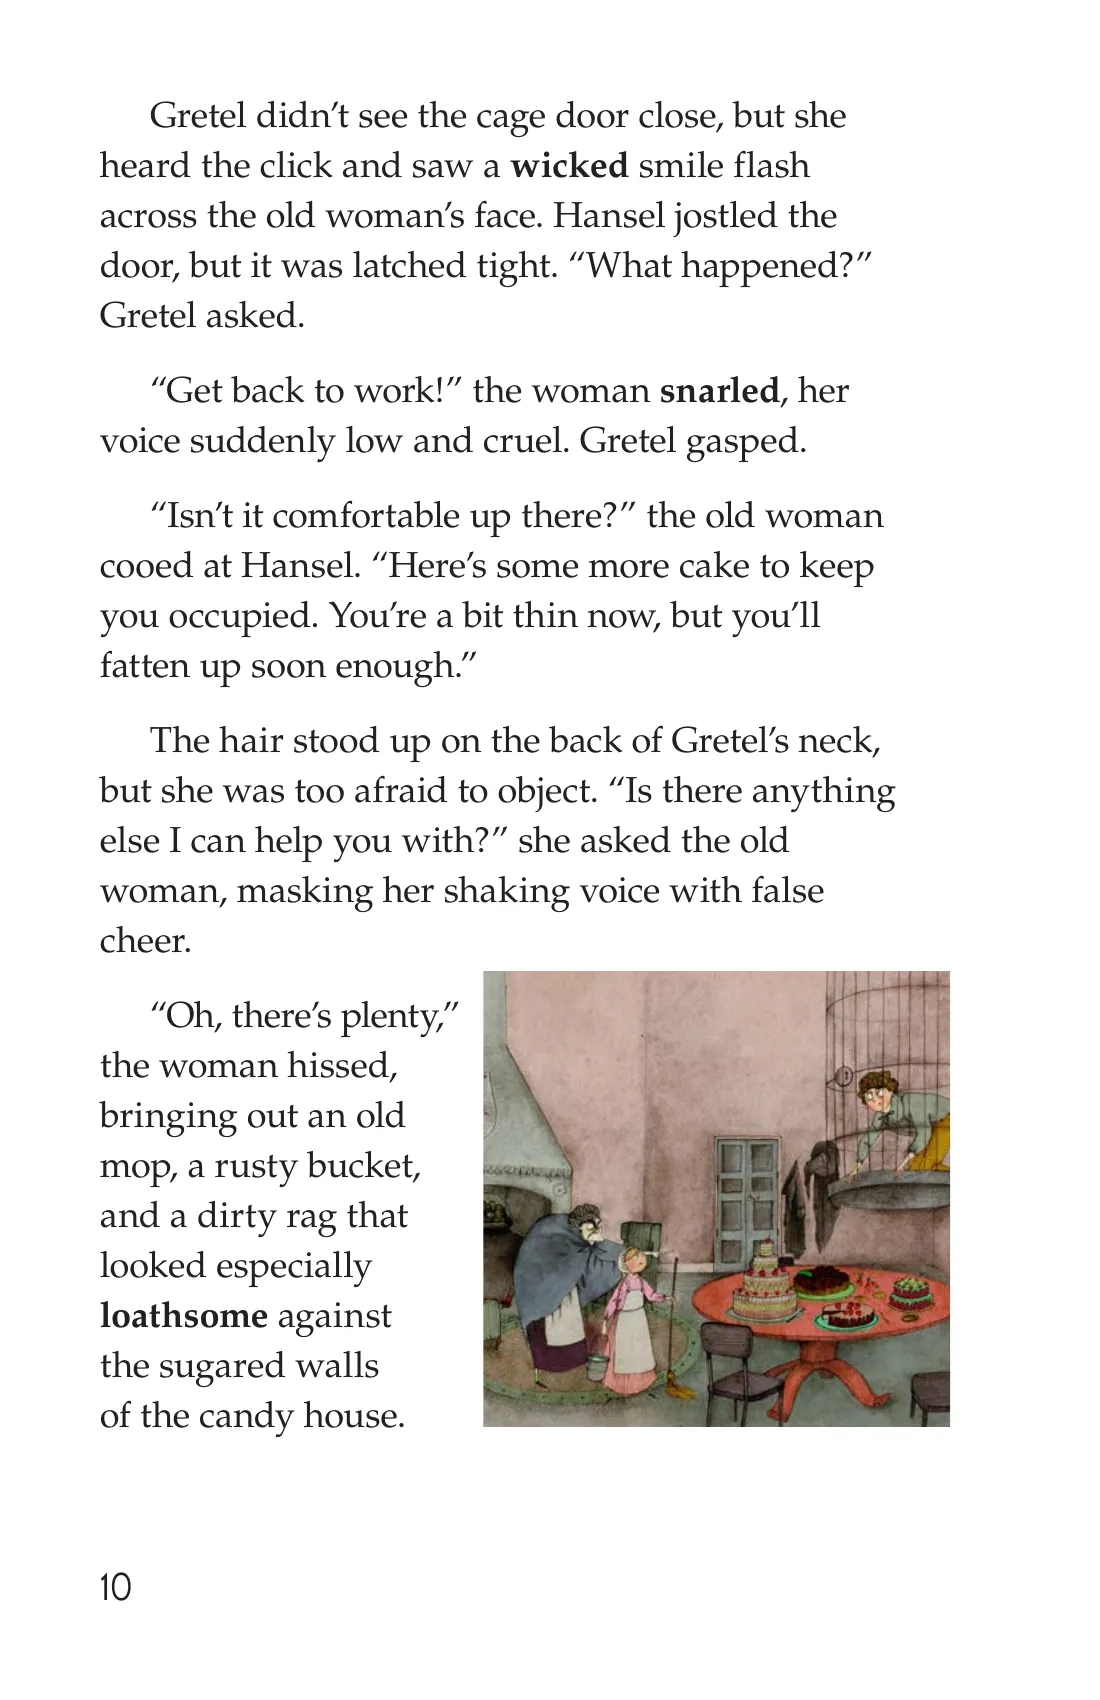 Gretel didn’t see the cage door close, but she
heard the click and saw a wicked smile flash
across the old woman’s face. Hansel jostled the
door, but it was latched tight. “What happened?”
Gretel asked.
“Get back to work!” the woman snarled, her
voice suddenly low and cruel. Gretel gasped.
“Isn’t it comfortable up there?” the old woman
cooed at Hansel. “Here’s some more cake to keep
you occupied. You’re a bit thin now, but you’ll
fatten up soon enough.”
The hair stood up on the back of Gretel’s neck,
but she was too afraid to object. “Is there anything
else I can help you with?” she asked the old
woman, masking her shaking voice with false
cheer.
“Oh, there’s plenty,”
the woman hissed,
bringing out an old
mop, a rusty bucket,
and a dirty rag that
looked especially
loathsome against
the sugared walls
of the candy house.
10